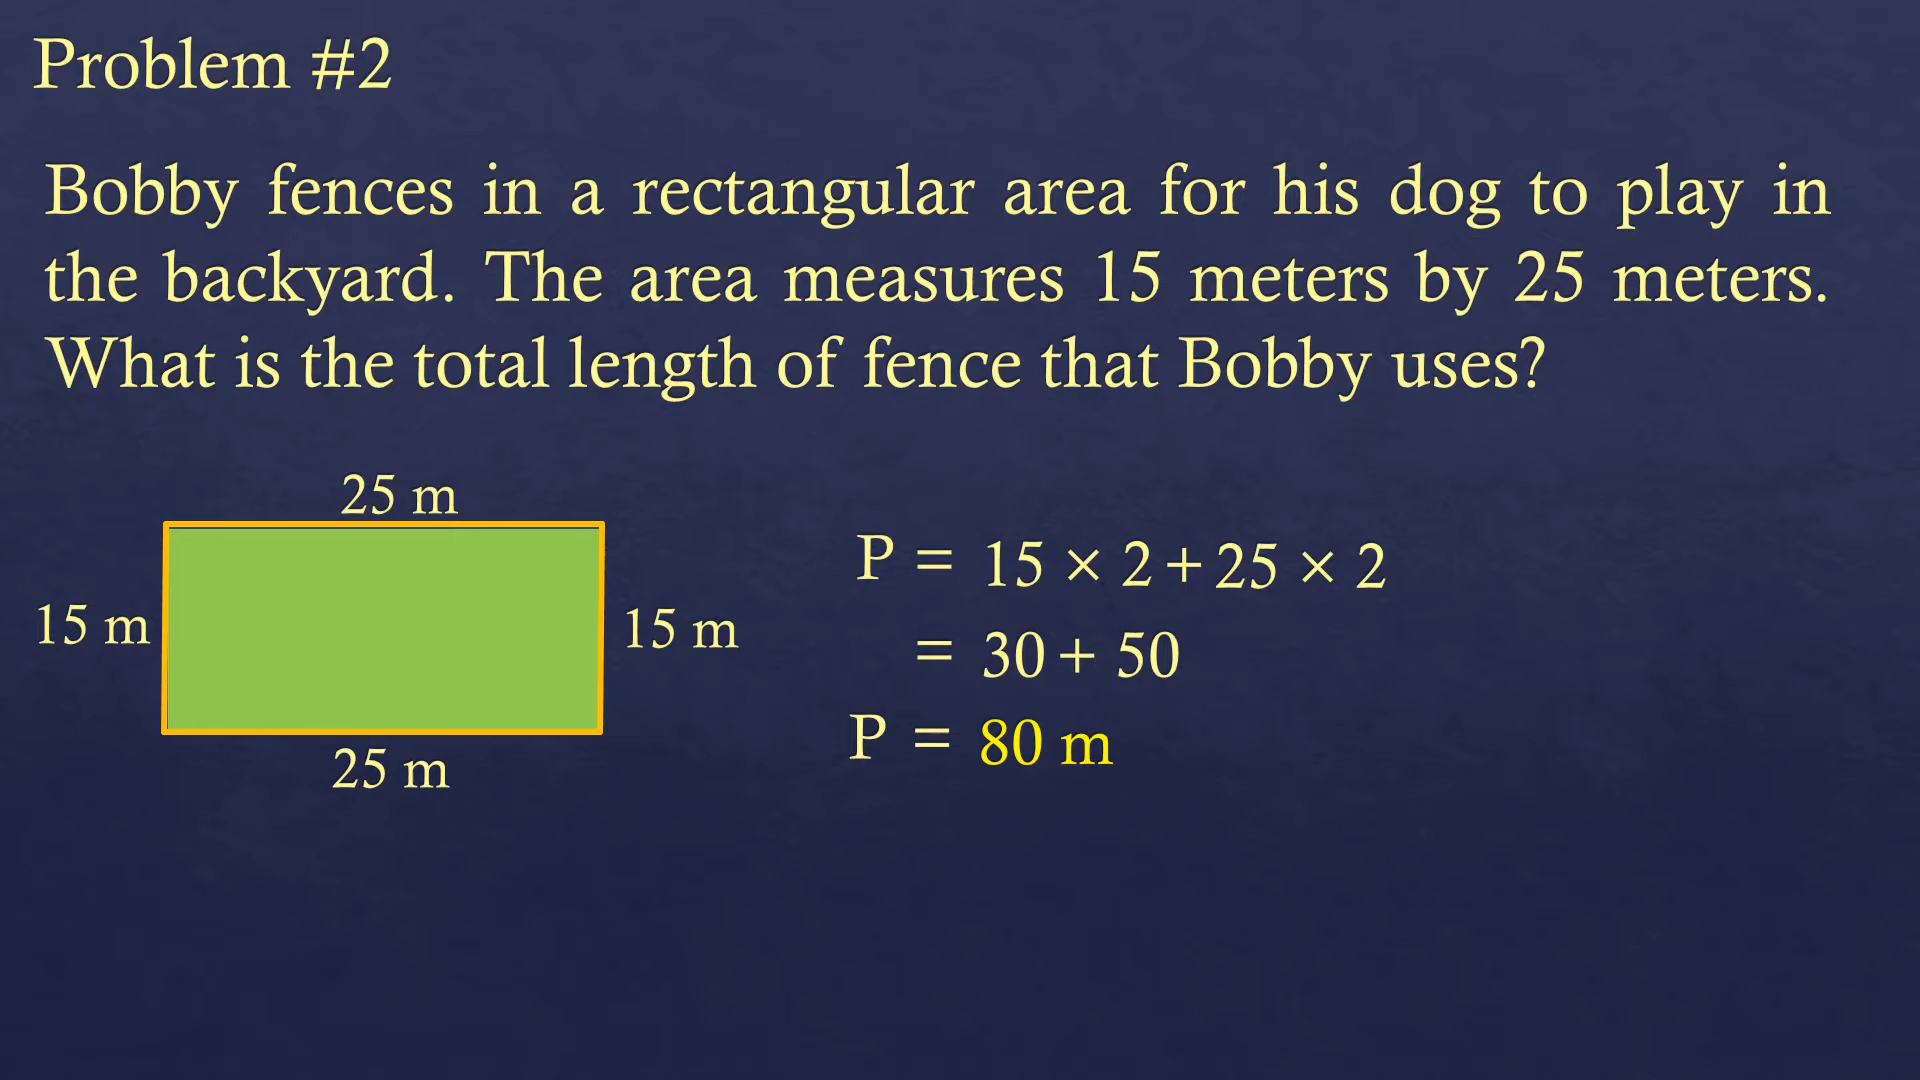 Problem #2
Bobby fences in a rectangular area for his dog to play in
the backyard. The area measures 15 meters by 25 meters.
What is the total length of fence that Bobby uses?
25 m
15 m
15 m
25 m
P = 15 × 2 + 25 × 2
= 30 + 50
P = 80 m